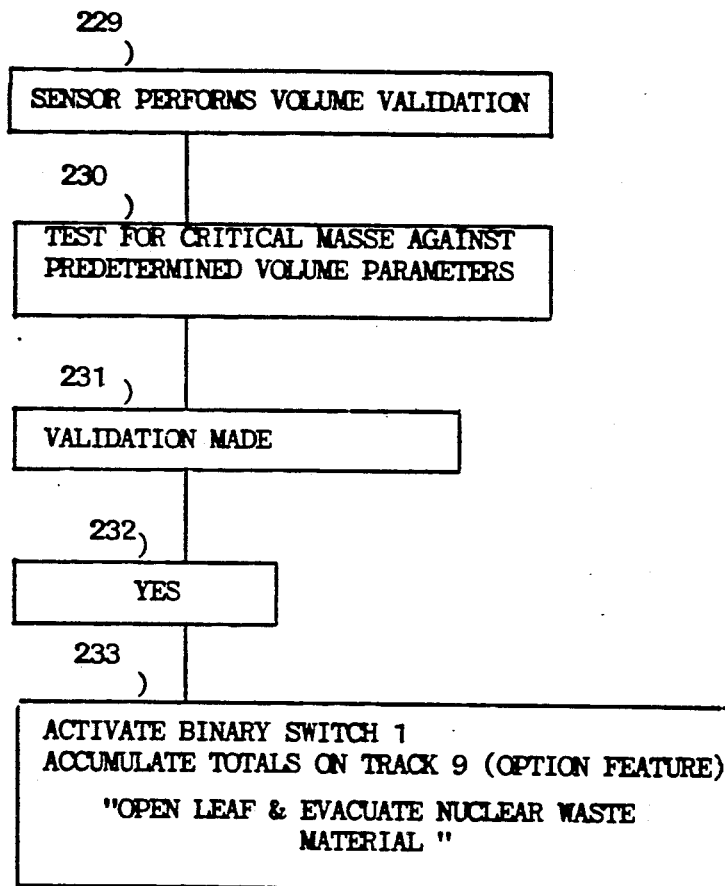 229
SENSOR PERFORMS VOLUME VALIDATION
230
TEST FOR CRITICAL MASSE AGAINST
PREDETERMINED VOLUME PARAMETERS
231
VALIDATION MADE
232
YES
233
ACTIVATE BINARY SWITCH 1
ACCUMULATE TOTALS ON TRACK 9 (OPTION FEATURE)
"OPEN LEAF & EVACUATE NUCLEAR WASTE
MATERIAL "